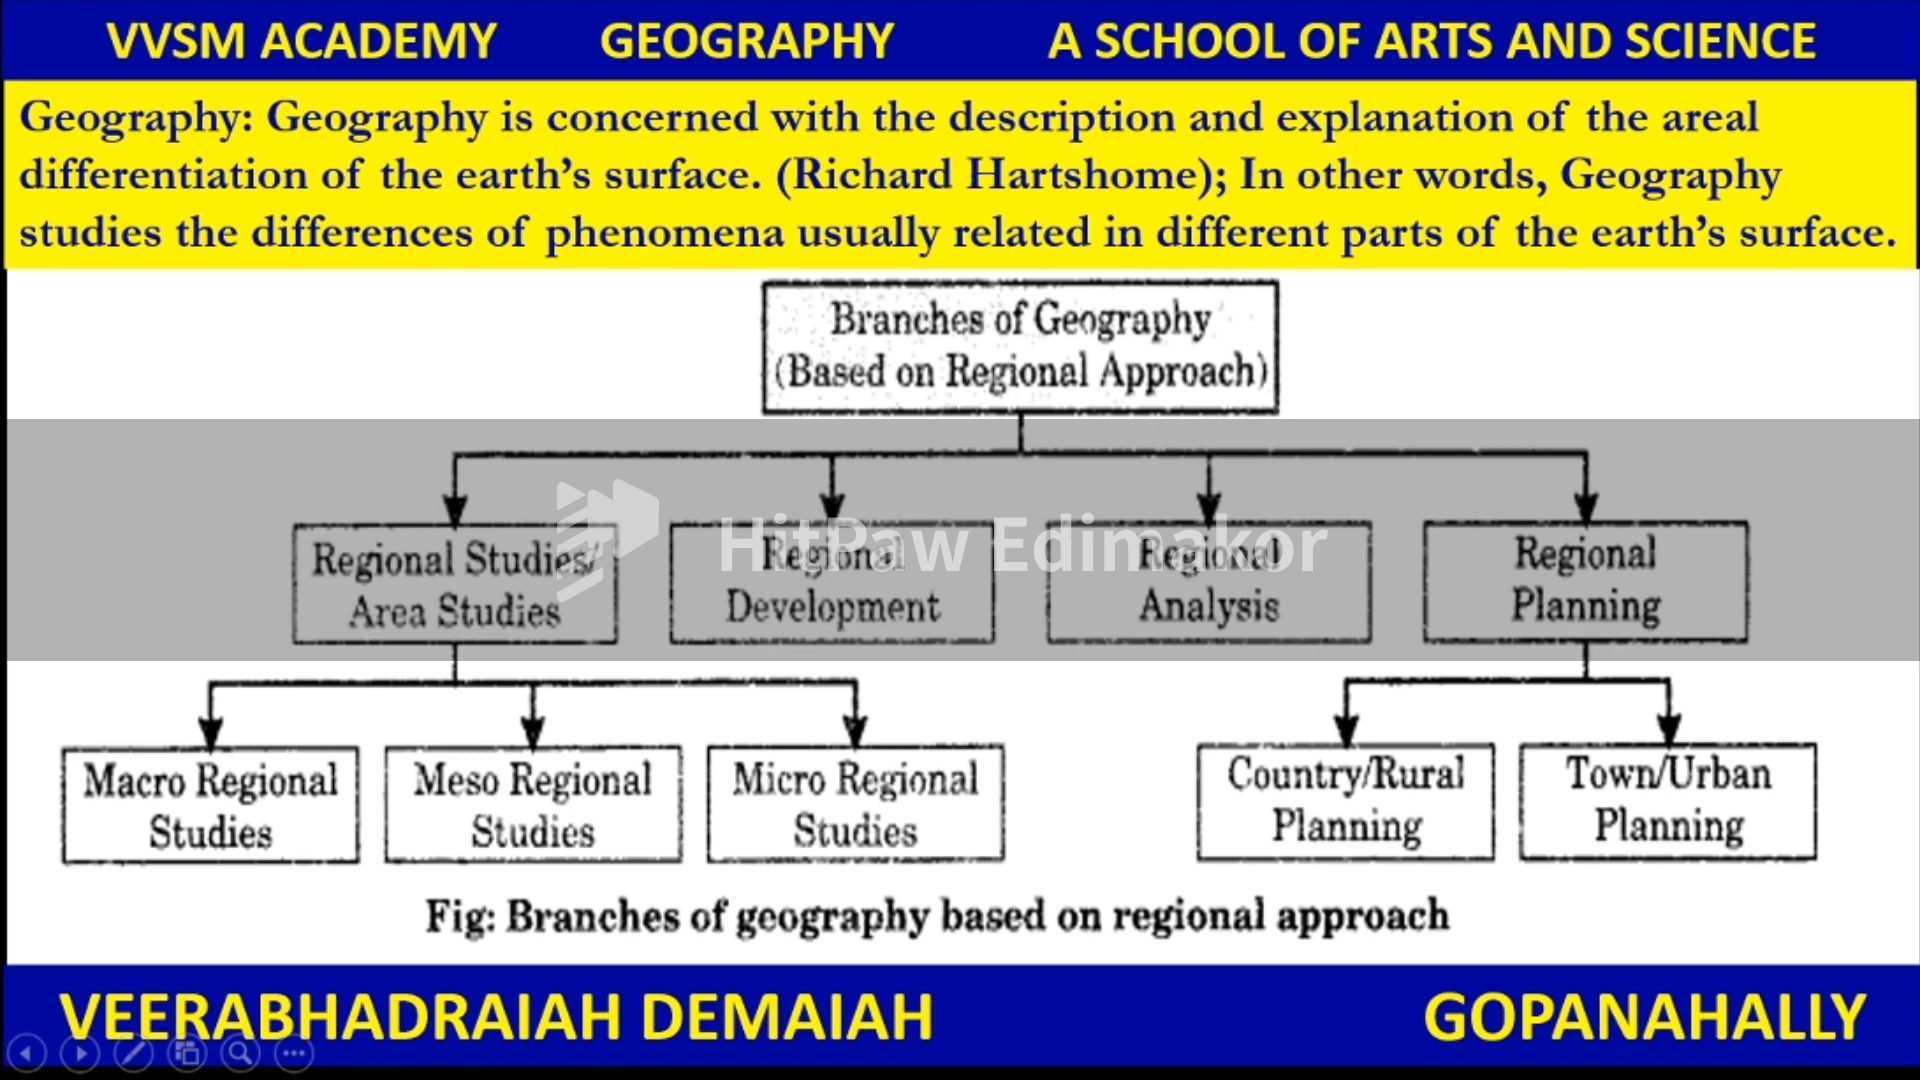 VVSM ACADEMY GEOGRAPHY A SCHOOL OF ARTS AND SCIENCE
Geography: Geography is concerned with the description and explanation of the areal
differentiation of the earth’s surface. (Richard Hartshome); In other words, Geography
studies the differences of phenomena usually related in different parts of the earth’s surface.
Branches of Geography
(Based on Regional Approach)
HitPaw Edimakor
Regional Studies/
Area Studies
Regional
Development
Regional
Analysis
Regional
Planning
Macro Regional
Studies
Meso Regional
Studies
Micro Regional
Studies
Country/Rural
Planning
Town/Urban
Planning
Fig: Branches of geography based on regional approach
VEERABHADRAIAH DEMAIAH GOPANAHALLY